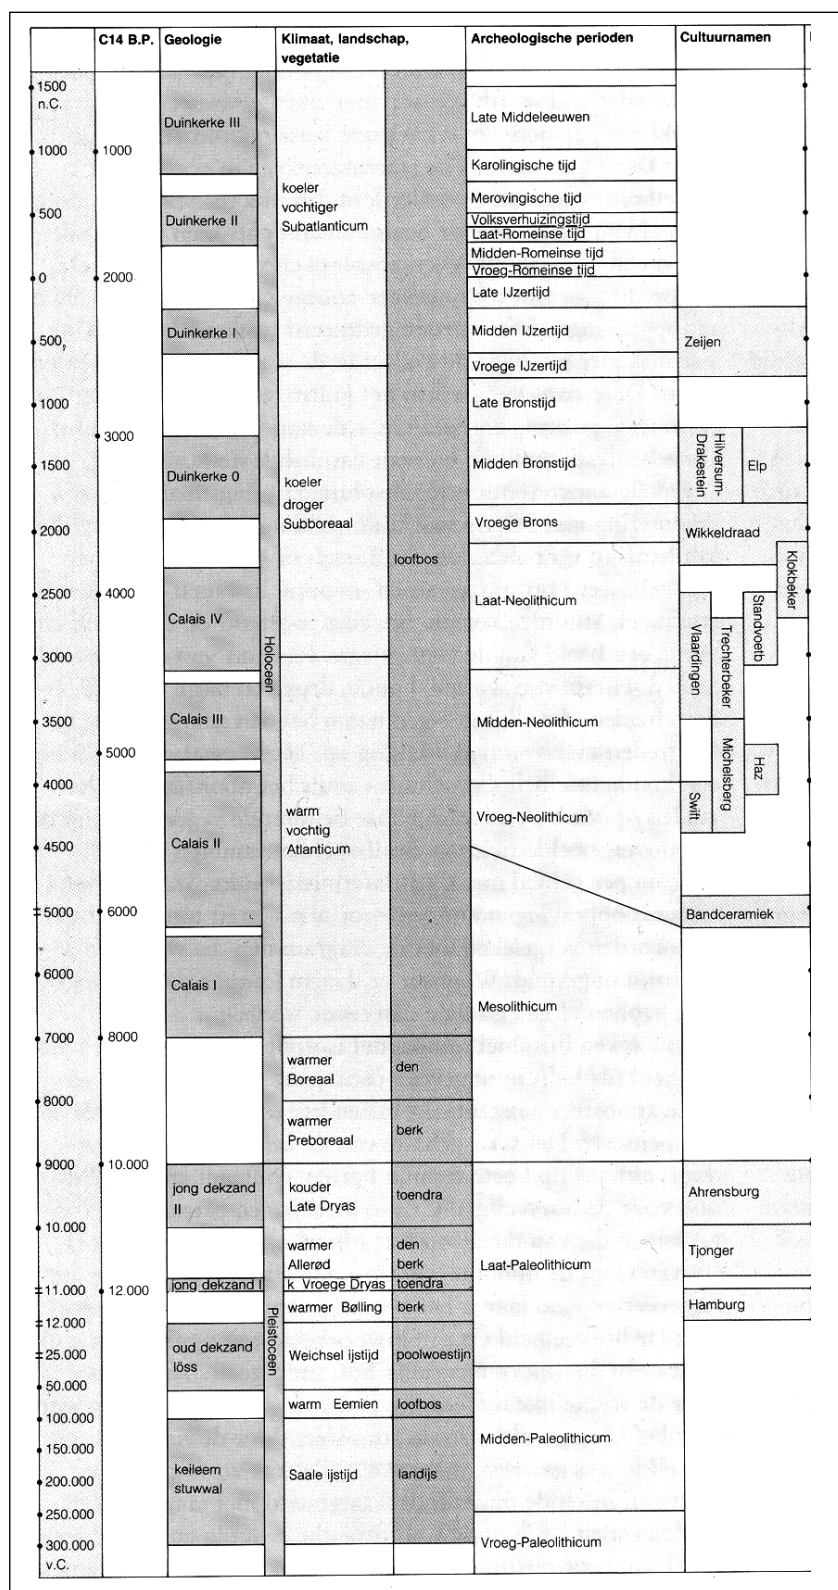 C14 B.P.
Geologie
Klimaat, landschap,
vegetatie
Archeologische perioden
Cultuurnamen
1500
n.C.
1000
500
0
500,
1000
1500
2000
2500
3000
3500
4000
4500
5000
6000
7000
8000
9000
10.000
11.000
12.000
25.000
50.000
100.000
150.000
200.000
250.000
300.000
v.C.
1000
2000
3000
4000
5000
6000
8000
10.000
12.000
Duinkerke III
Duinkerke II
Duinkerke I
Duinkerke 0
Calais IV
Calais III
Calais II
Calais I
jong dekzand
II
jong dekzand I
oud dekzand
löss
keileem
stuwwal
Holoceen
Pleistoceen
koeler
vochtiger
Subatlanticum
koeler
droger
Subboreaal
warm
vochtig
Atlanticum
warmer
Boreaal
warmer
Preboreaal
kouder
Late Dryas
warmer
Allerød
k Vroege Dryas
warmer Bølling
Weichsel ijstijd
warm Eemien
Saale ijstijd
loofbos
den
berk
toendra
den
berk
toendra
berk
poolwoestijn
loofbos
landijs
Late Middeleeuwen
Karolingische tijd
Merovingische tijd
Volksverhuizingstijd
Laat-Romeinse tijd
Midden-Romeinse tijd
Vroeg-Romeinse tijd
Late IJzertijd
Midden IJzertijd
Vroege IJzertijd
Late Bronstijd
Midden Bronstijd
Vroege Brons
Laat-Neolithicum
Midden-Neolithicum
Vroeg-Neolithicum
Mesolithicum
Laat-Paleolithicum
Midden-Paleolithicum
Vroeg-Paleolithicum
Zeijen
Hilversum-
Drakestein
Elp
Wikkeldraad
Klokbeker
Standvoetb
Trechterbeker
Vlaardingen
Haz
Michelsberg
Swift
Bandceramiek
Ahrensburg
Tjonger
Hamburg